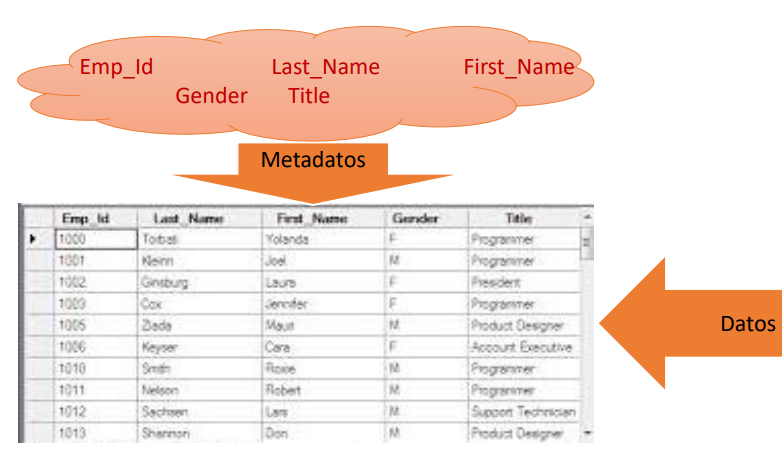 Emp_Id Last_Name First_Name
Gender Title
Metadatos
Emp_Id Last_Name First_Name Gender Title
1000 Torbati Yolanda F Programmer
1001 Kleinn Joel M Programmer
1002 Ginsburg Laura F President
1003 Cox Jennifer F Programmer
1005 Ziada Mauri M Product Designer
1006 Keyser Cara F Account Executive
1010 Smith Roxie M Programmer
1011 Nelson Robert M Programmer
1012 Sachsen Lars M Support Technician
1013 Shannon Don M Product Designer
Datos